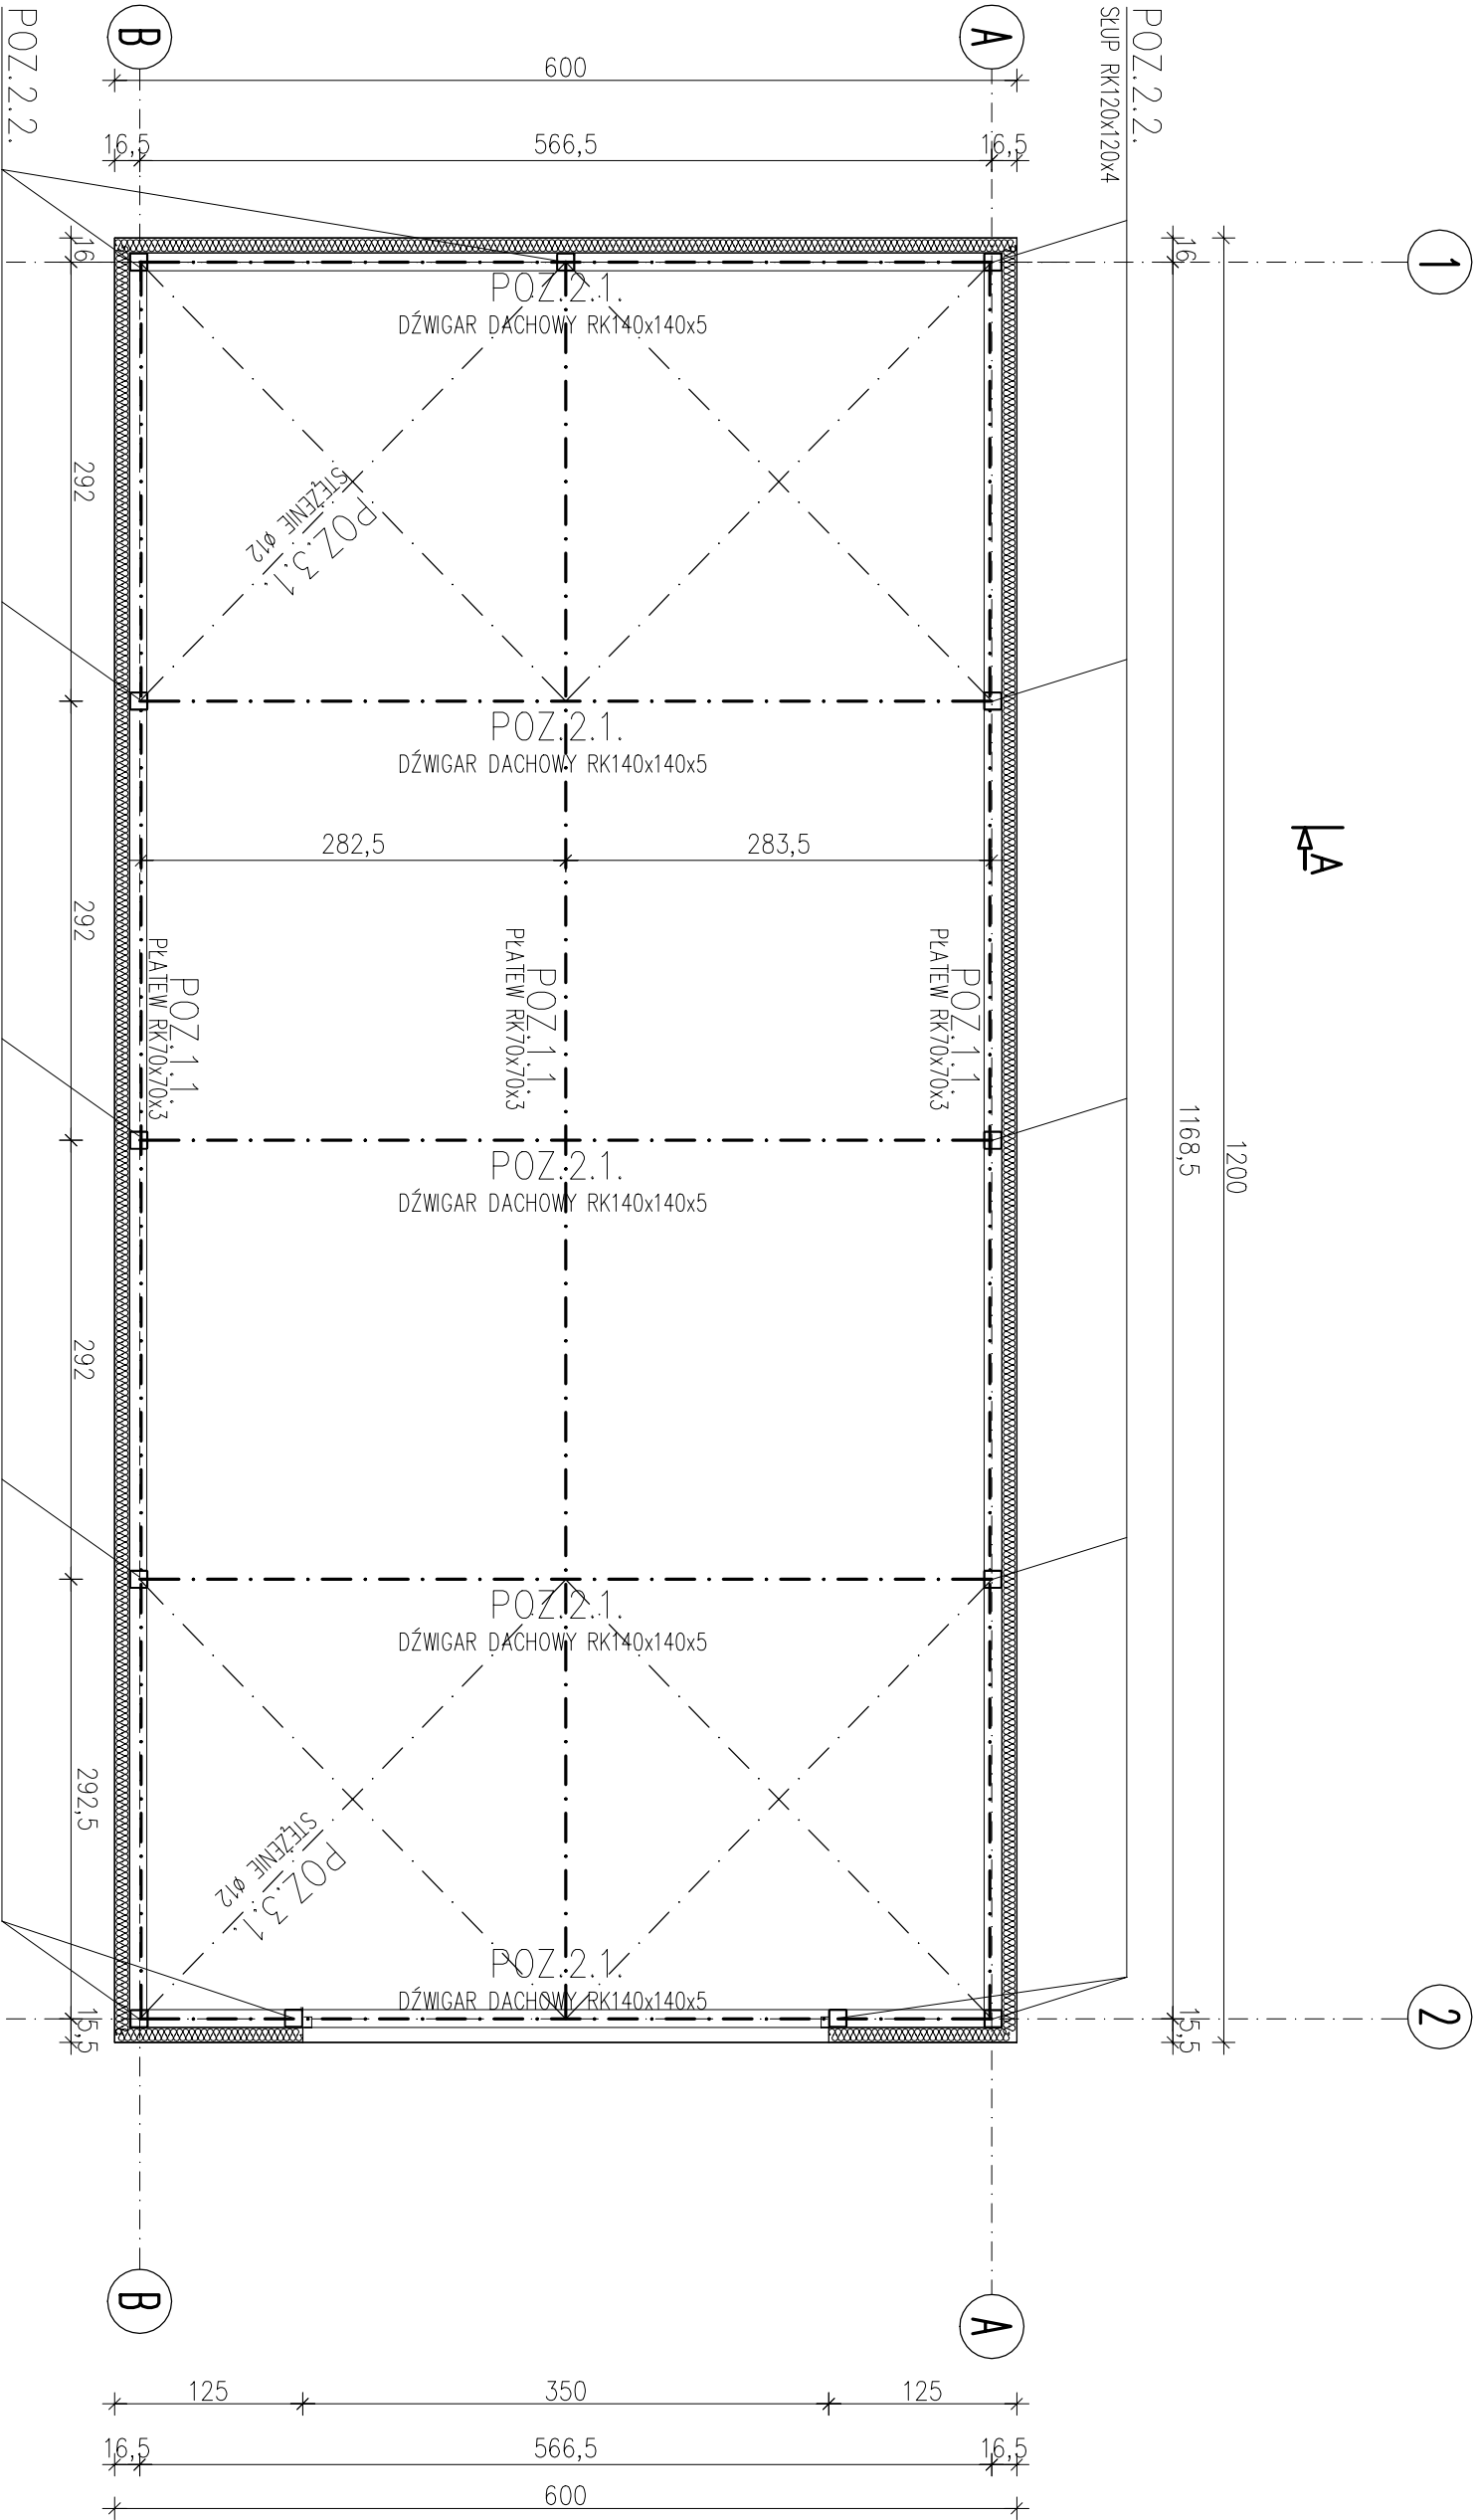 POZ.2.2.
SŁUP RK120x120x4
POZ.2.2.
B
A
600
16,5
566,5
16,5
1
16
16
1200
1168,5
POZ.2.1.
DŹWIGAR DACHOWY RK140x140x5
292
POZ.3.1.
STĘŻENIE ø12
POZ.2.1.
DŹWIGAR DACHOWY RK140x140x5
A
282,5
283,5
292
POZ.1.1.
PŁATEW RK70x70x3
POZ.1.1.
PŁATEW RK70x70x3
POZ.1.1.
PŁATEW RK70x70x3
POZ.2.1.
DŹWIGAR DACHOWY RK140x140x5
292
POZ.2.1.
DŹWIGAR DACHOWY RK140x140x5
292,5
POZ.3.1.
STĘŻENIE ø12
POZ.2.1.
DŹWIGAR DACHOWY RK140x140x5
15,5
15,5
2
B
A
125
350
125
16,5
566,5
16,5
600